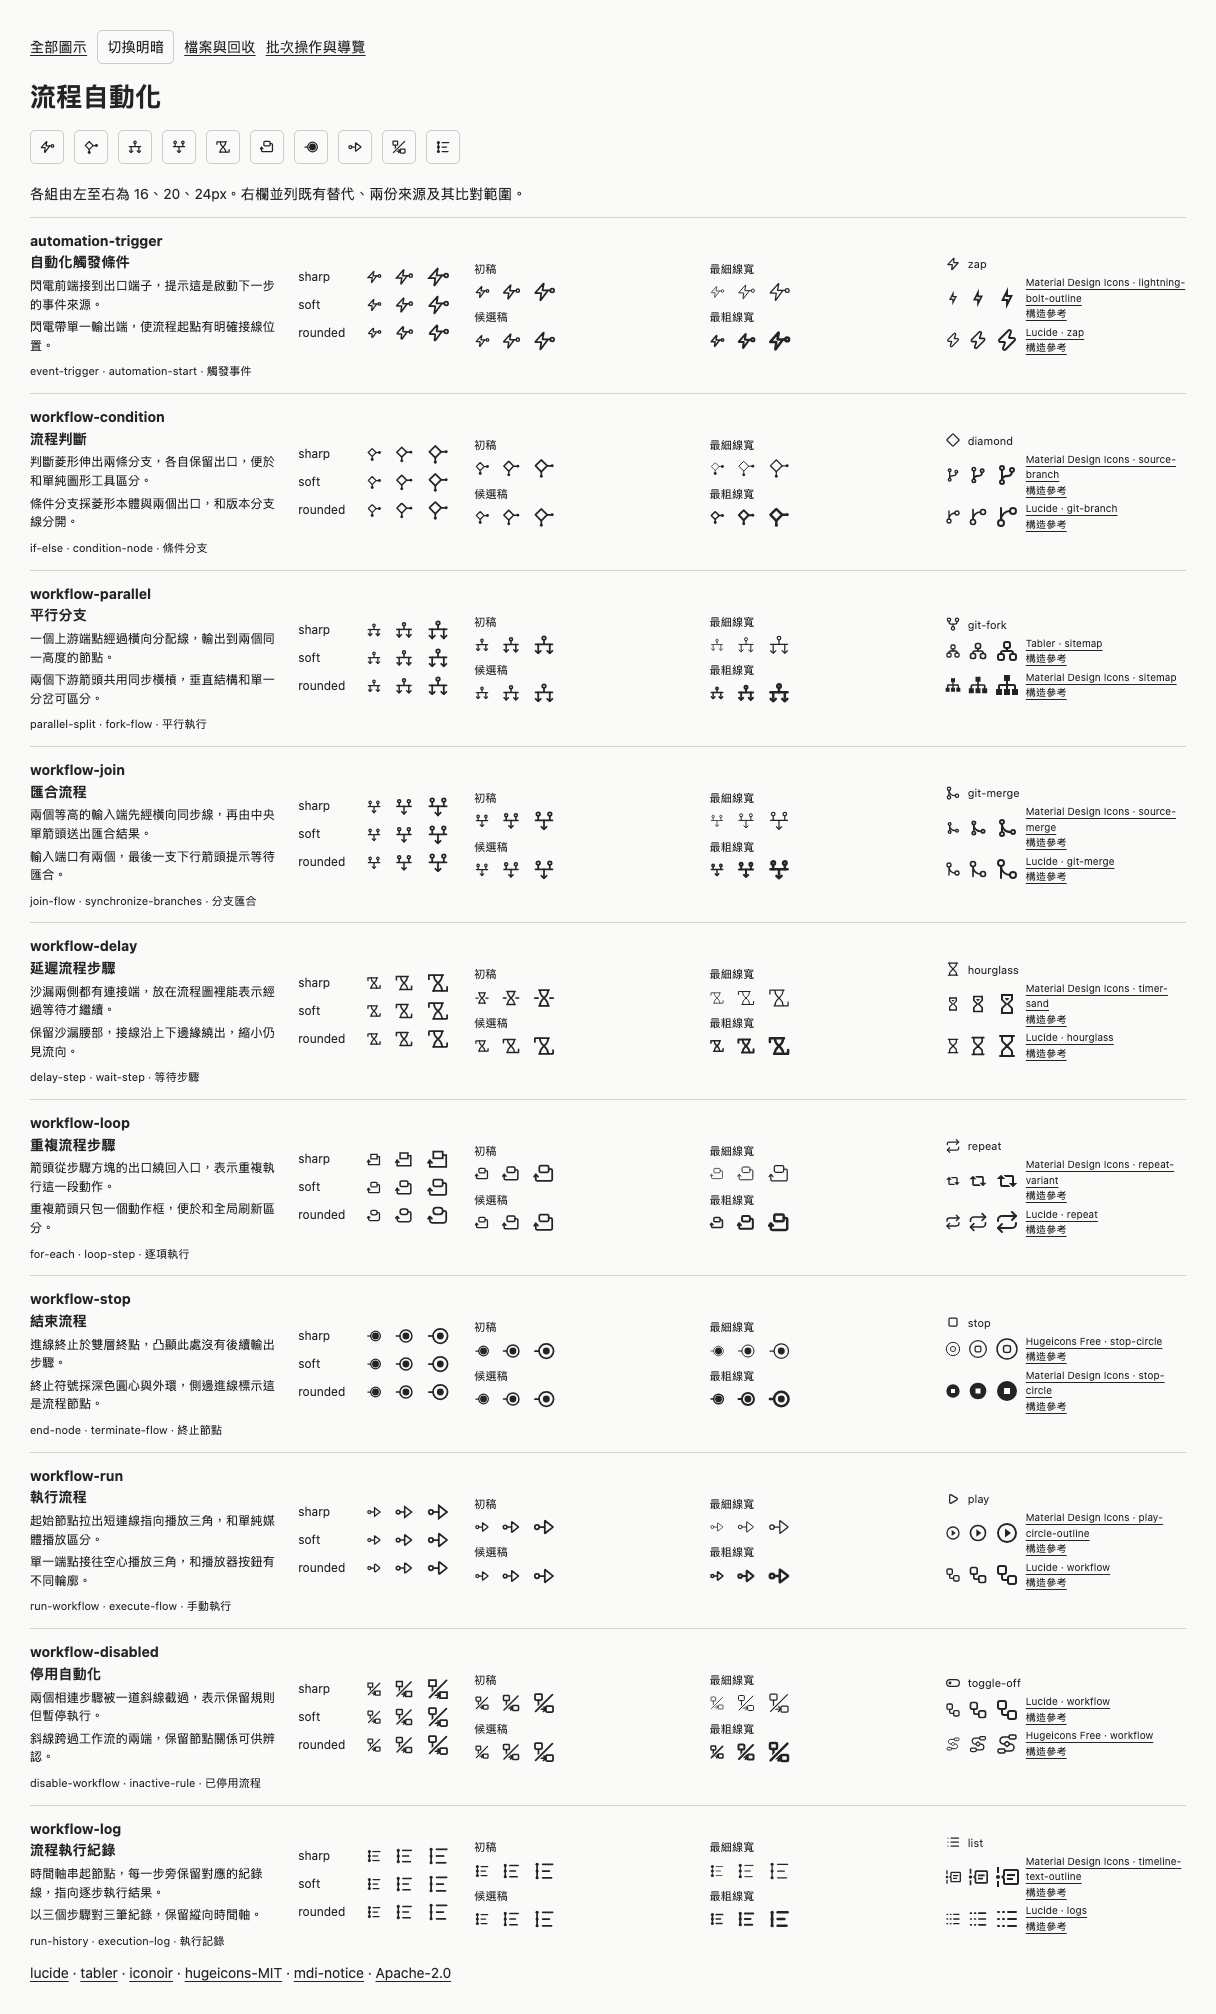 全部圖示 切換明暗 檔案與回收 批次操作與導覽
流程自動化
各組由左至右為 16、20、24px。右欄並列既有替代、兩份來源及其比對範圍。
automation-trigger
自動化觸發條件
閃電前端接到出口端子，提示這是啟動下一步
的事件來源。
閃電帶單一輸出端，使流程起點有明確接線位
置。
event-trigger · automation-start · 觸發事件
sharp
soft
rounded
初稿
候選稿
最細線寬
最粗線寬
zap
Material Design Icons · lightning-
bolt-outline
構造參考
Lucide · zap
構造參考
workflow-condition
流程判斷
判斷菱形伸出兩條分支，各自保留出口，便於
和單純圖形工具區分。
條件分支採菱形本體與兩個出口，和版本分支
線分開。
if-else · condition-node · 條件分支
sharp
soft
rounded
初稿
候選稿
最細線寬
最粗線寬
diamond
Material Design Icons · source-
branch
構造參考
Lucide · git-branch
構造參考
workflow-parallel
平行分支
一個上游端點經過橫向分配線，輸出到兩個同
一高度的節點。
兩個下游箭頭共用同步橫槓，垂直結構和單一
分岔可區分。
parallel-split · fork-flow · 平行執行
sharp
soft
rounded
初稿
候選稿
最細線寬
最粗線寬
git-fork
Tabler · sitemap
構造參考
Material Design Icons · sitemap
構造參考
workflow-join
匯合流程
兩個等高的輸入端先經橫向同步線，再由中央
單箭頭送出匯合結果。
輸入端口有兩個，最後一支下行箭頭提示等待
匯合。
join-flow · synchronize-branches · 分支匯合
sharp
soft
rounded
初稿
候選稿
最細線寬
最粗線寬
git-merge
Material Design Icons · source-
merge
構造參考
Lucide · git-merge
構造參考
workflow-delay
延遲流程步驟
沙漏兩側都有連接端，放在流程圖裡能表示經
過等待才繼續。
保留沙漏腰部，接線沿上下邊緣繞出，縮小仍
見流向。
delay-step · wait-step · 等待步驟
sharp
soft
rounded
初稿
候選稿
最細線寬
最粗線寬
hourglass
Material Design Icons · timer-
sand
構造參考
Lucide · hourglass
構造參考
workflow-loop
重複流程步驟
箭頭從步驟方塊的出口繞回入口，表示重複執
行這一段動作。
重複箭頭只包一個動作框，便於和全局刷新區
分。
for-each · loop-step · 逐項執行
sharp
soft
rounded
初稿
候選稿
最細線寬
最粗線寬
repeat
Material Design Icons · repeat-
variant
構造參考
Lucide · repeat
構造參考
workflow-stop
結束流程
進線終止於雙層終點，凸顯此處沒有後續輸出
步驟。
終止符號採深色圓心與外環，側邊進線標示這
是流程節點。
end-node · terminate-flow · 終止節點
sharp
soft
rounded
初稿
候選稿
最細線寬
最粗線寬
stop
Hugeicons Free · stop-circle
構造參考
Material Design Icons · stop-
circle
構造參考
workflow-run
執行流程
起始節點拉出短連線指向播放三角，和單純媒
體播放區分。
單一端點接往空心播放三角，和播放器按鈕有
不同輪廓。
run-workflow · execute-flow · 手動執行
sharp
soft
rounded
初稿
候選稿
最細線寬
最粗線寬
play
Material Design Icons · play-
circle-outline
構造參考
Lucide · workflow
構造參考
workflow-disabled
停用自動化
兩個相連步驟被一道斜線截過，表示保留規則
但暫停執行。
斜線跨過工作流的兩端，保留節點關係可供辨
認。
disable-workflow · inactive-rule · 已停用流程
sharp
soft
rounded
初稿
候選稿
最細線寬
最粗線寬
toggle-off
Lucide · workflow
構造參考
Hugeicons Free · workflow
構造參考
workflow-log
流程執行紀錄
時間軸串起節點，每一步旁保留對應的紀錄
線，指向逐步執行結果。
以三個步驟對三筆紀錄，保留縱向時間軸。
run-history · execution-log · 執行記錄
sharp
soft
rounded
初稿
候選稿
最細線寬
最粗線寬
list
Material Design Icons · timeline-
text-outline
構造參考
Lucide · logs
構造參考
lucide · tabler · iconoir · hugeicons-MIT · mdi-notice · Apache-2.0